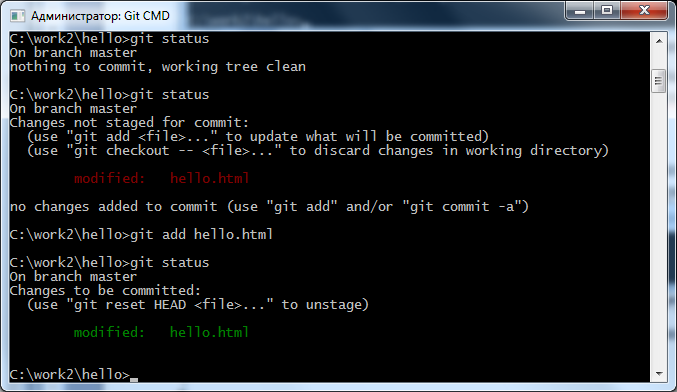 Администратор: Git CMD
C:\work2\hello>git status
On branch master
nothing to commit, working tree clean
C:\work2\hello>git status
On branch master
Changes not staged for commit:
  (use "git add <file>..." to update what will be committed)
  (use "git checkout -- <file>..." to discard changes in working directory)
        modified:   hello.html
no changes added to commit (use "git add" and/or "git commit -a")
C:\work2\hello>git add hello.html
C:\work2\hello>git status
On branch master
Changes to be committed:
  (use "git reset HEAD <file>..." to unstage)
        modified:   hello.html
C:\work2\hello>